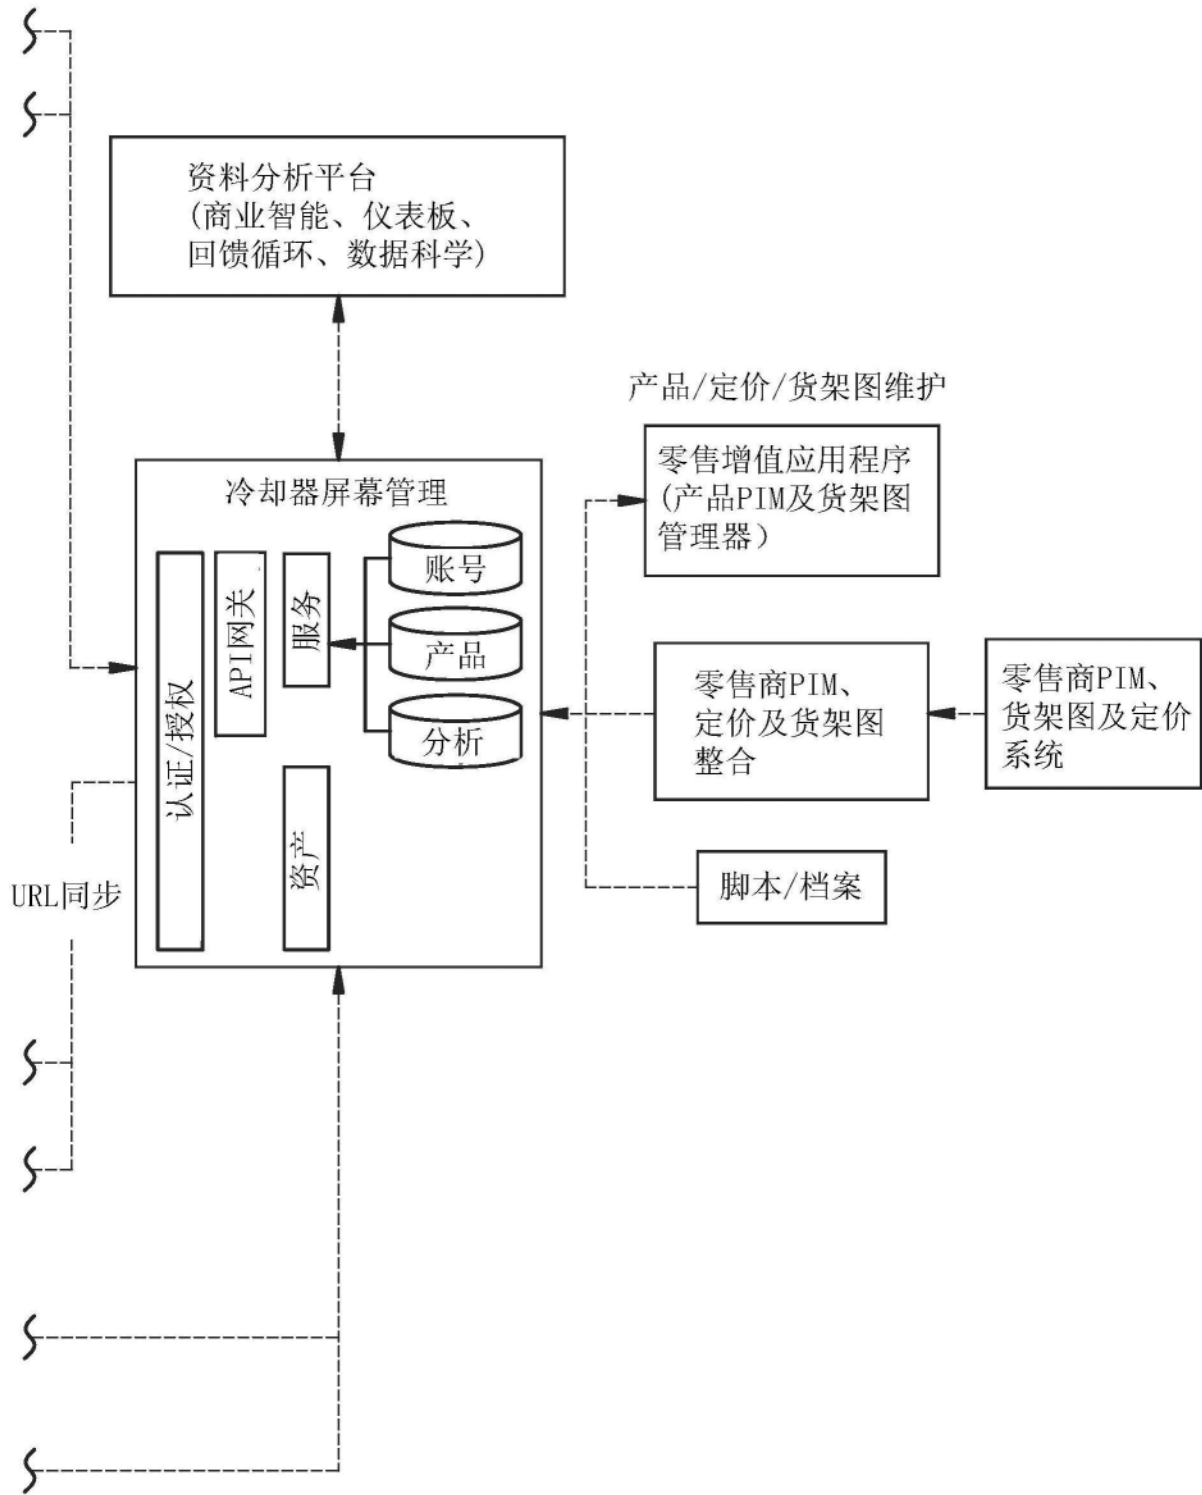 资料分析平台
(商业智能、仪表板、
回馈循环、数据科学)
产品/定价/货架图维护
零售增值应用程序
(产品PIM及货架图
管理器)
冷却器屏幕管理
账号
产品
分析
服务
API网关
认证/授权
资产
零售商PIM、
定价及货架图
整合
零售商PIM、
货架图及定价
系统
脚本/档案
URL同步